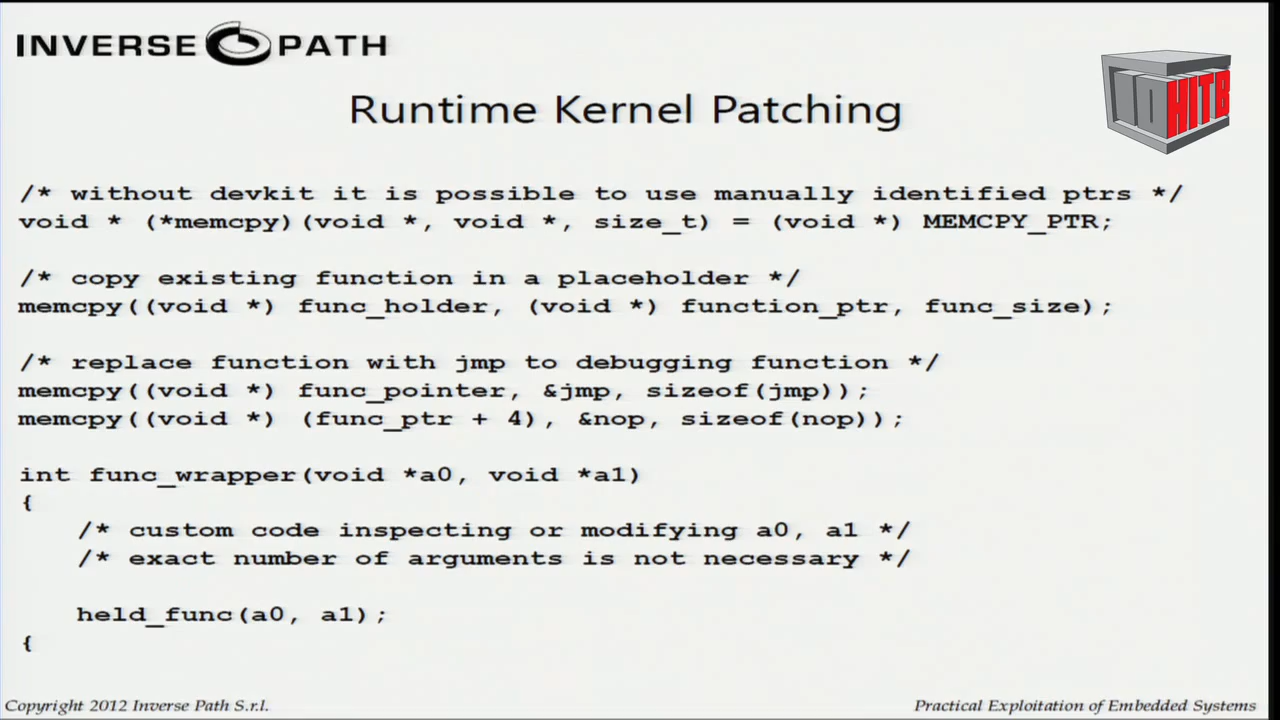 INVERSE PATH
10 HITB
Runtime Kernel Patching
/* without devkit it is possible to use manually identified ptrs */
void * (*memcpy)(void *, void *, size_t) = (void *) MEMCPY_PTR;
/* copy existing function in a placeholder */
memcpy((void *) func_holder, (void *) function_ptr, func_size);
/* replace function with jmp to debugging function */
memcpy((void *) func_pointer, &jmp, sizeof(jmp));
memcpy((void *) (func_ptr + 4), &nop, sizeof(nop));
int func_wrapper(void *a0, void *a1)
{
/* custom code inspecting or modifying a0, a1 */
/* exact number of arguments is not necessary */
held_func(a0, a1);
{
Copyright 2012 Inverse Path S.r.l.
Practical Exploitation of Embedded Systems